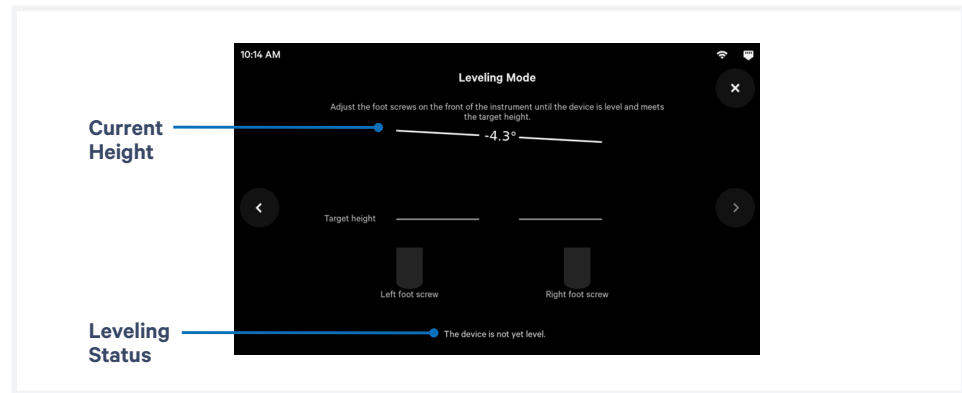 10:14 AM
Leveling Mode
Adjust the foot screws on the front of the instrument until the device is level and meets
the target height.
Current
Height
-4.3°
Target height
Left foot screw Right foot screw
Leveling
Status
The device is not yet level.